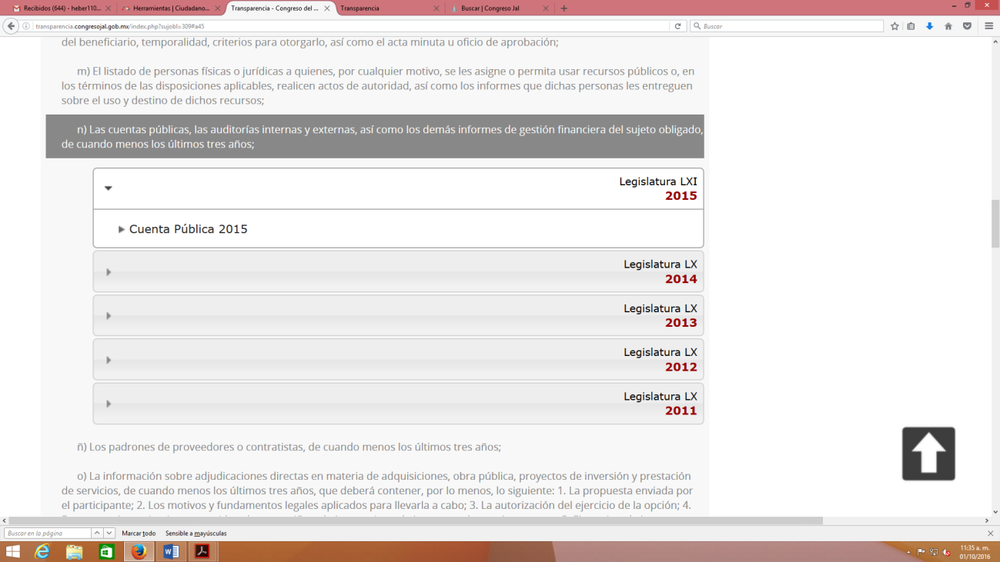 Recibidos (644) - heber110...
Herramientas | Ciudadano...
Transparencia - Congreso del ...
Transparencia
Buscar | Congreso Jal
transparencia.congresojal.gob.mx/index.php?sujobl=309#a45
Buscar
del beneficiario, temporalidad, criterios para otorgarlo, así como el acta minuta u oficio de aprobación;
m) El listado de personas físicas o jurídicas a quienes, por cualquier motivo, se les asigne o permita usar recursos públicos o, en
los términos de las disposiciones aplicables, realicen actos de autoridad, así como los informes que dichas personas les entreguen
sobre el uso y destino de dichos recursos;
n) Las cuentas públicas, las auditorías internas y externas, así como los demás informes de gestión financiera del sujeto obligado,
de cuando menos los últimos tres años;
Legislatura LXI
2015
Cuenta Pública 2015
Legislatura LX
2014
Legislatura LX
2013
Legislatura LX
2012
Legislatura LX
2011
ñ) Los padrones de proveedores o contratistas, de cuando menos los últimos tres años;
o) La información sobre adjudicaciones directas en materia de adquisiciones, obra pública, proyectos de inversión y prestación
de servicios, de cuando menos los últimos tres años, que deberá contener, por lo menos, lo siguiente: 1. La propuesta enviada por
el participante; 2. Los motivos y fundamentos legales aplicados para llevarla a cabo; 3. La autorización del ejercicio de la opción; 4.
Buscar en la página
Marcar todo
Sensible a mayúsculas
11:35 a. m.
01/10/2016